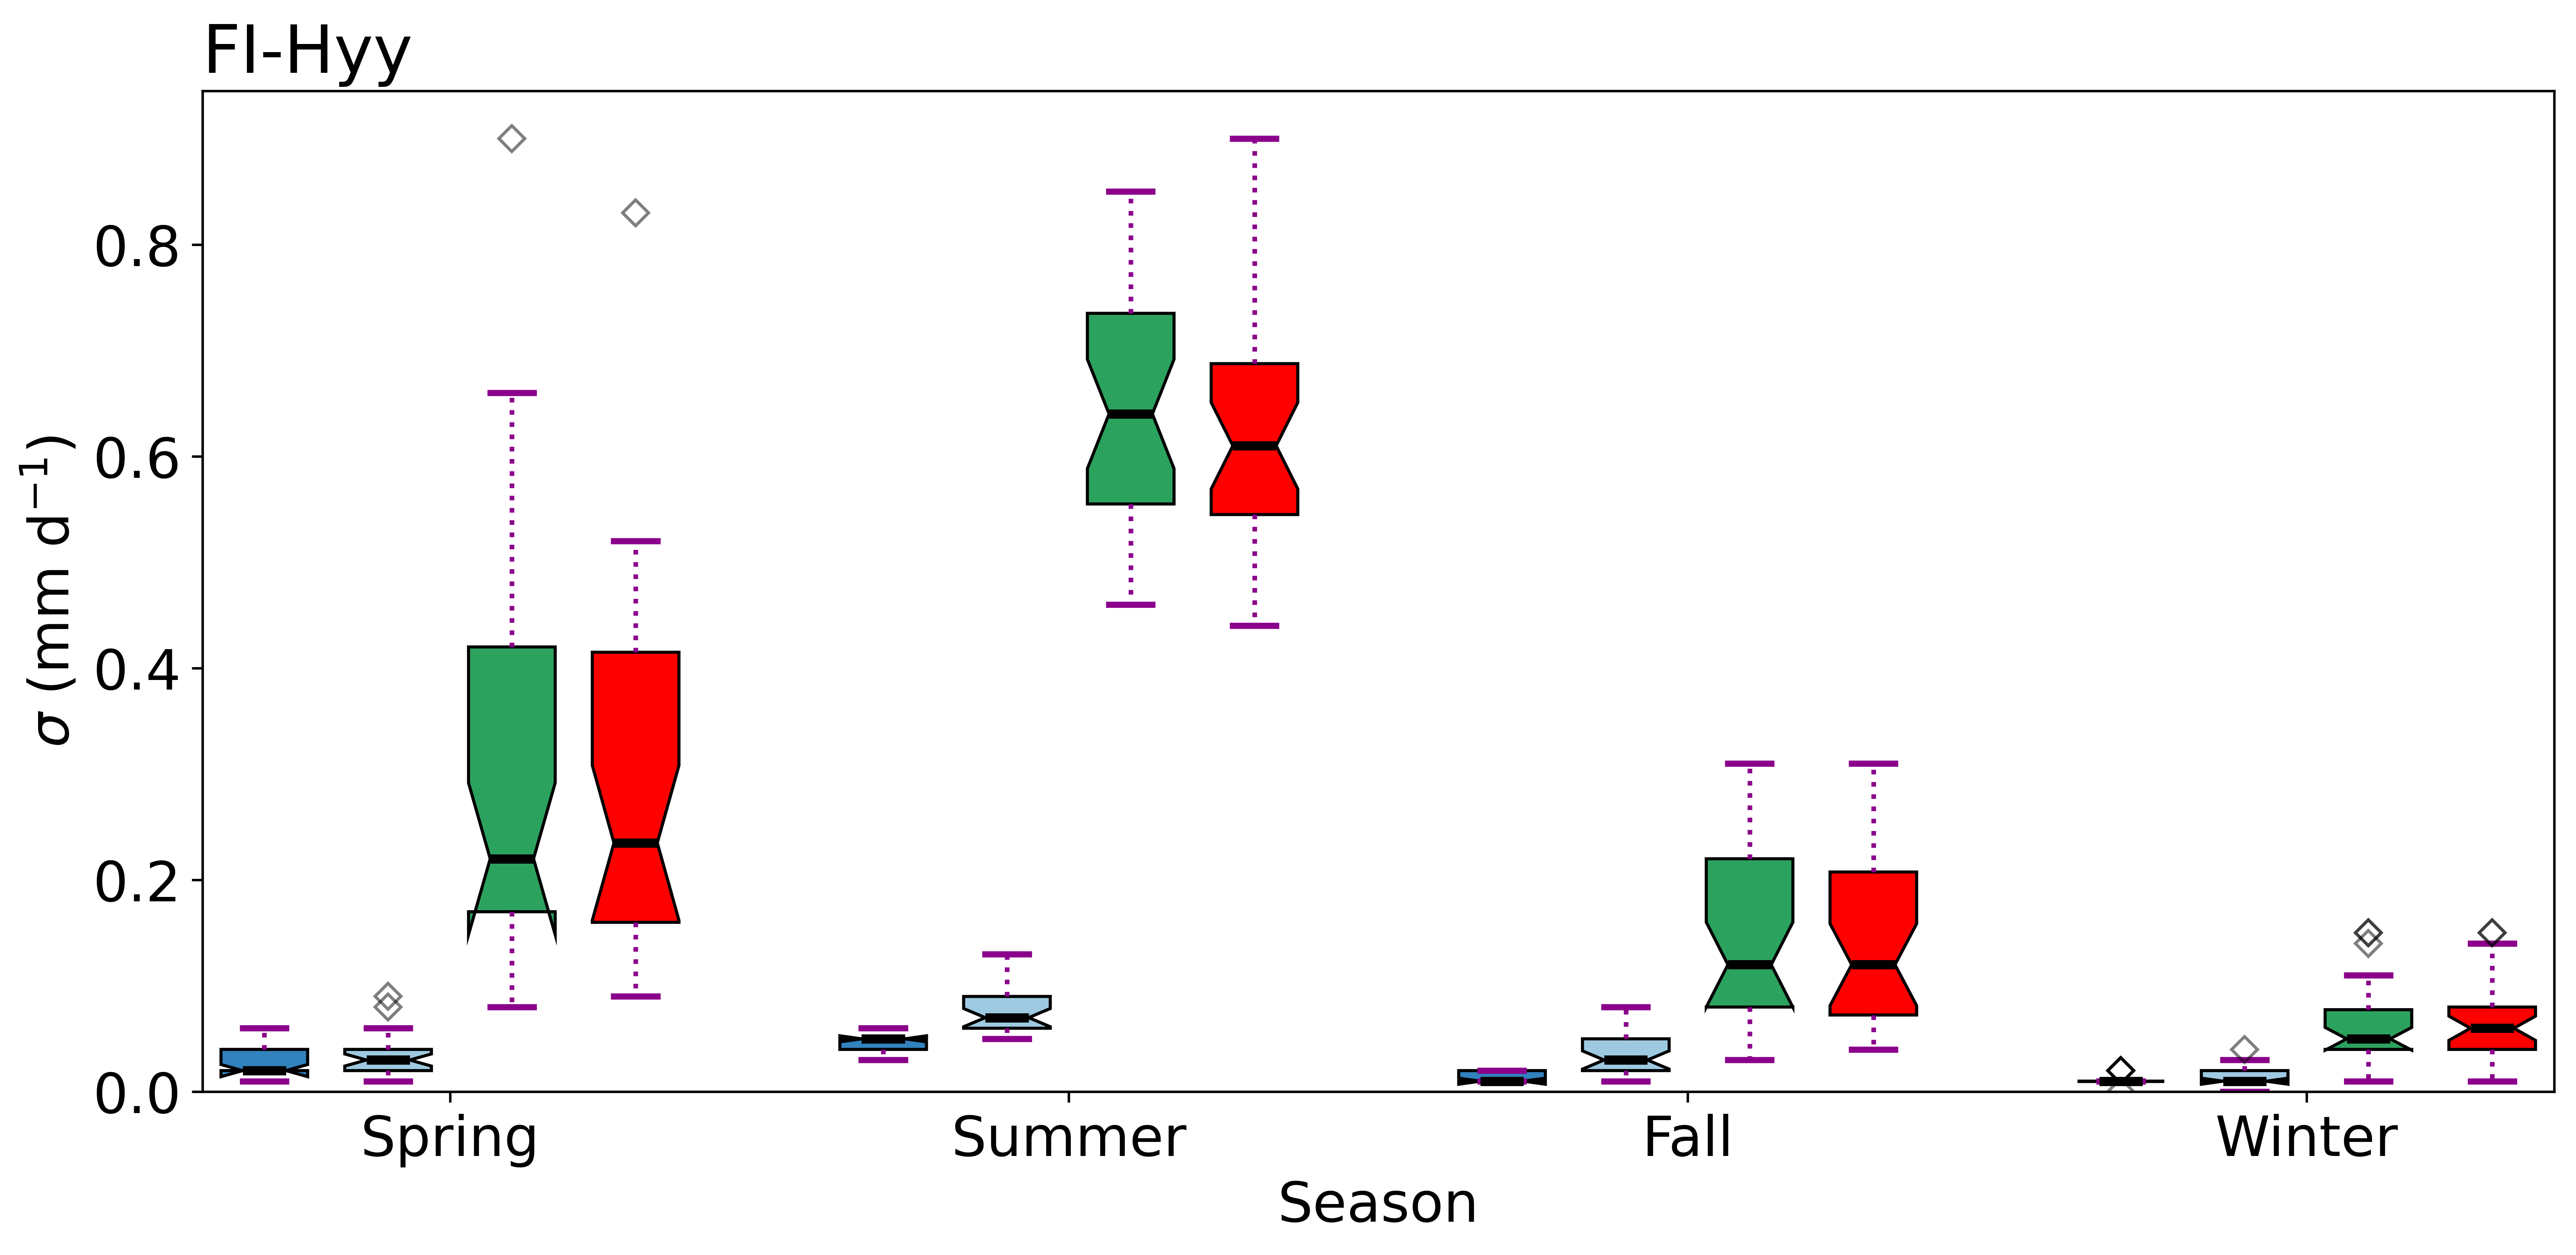 FI-Hyy
σ (mm d⁻¹)
0.8
0.6
0.4
0.2
0.0
Spring Summer Fall Winter
Season